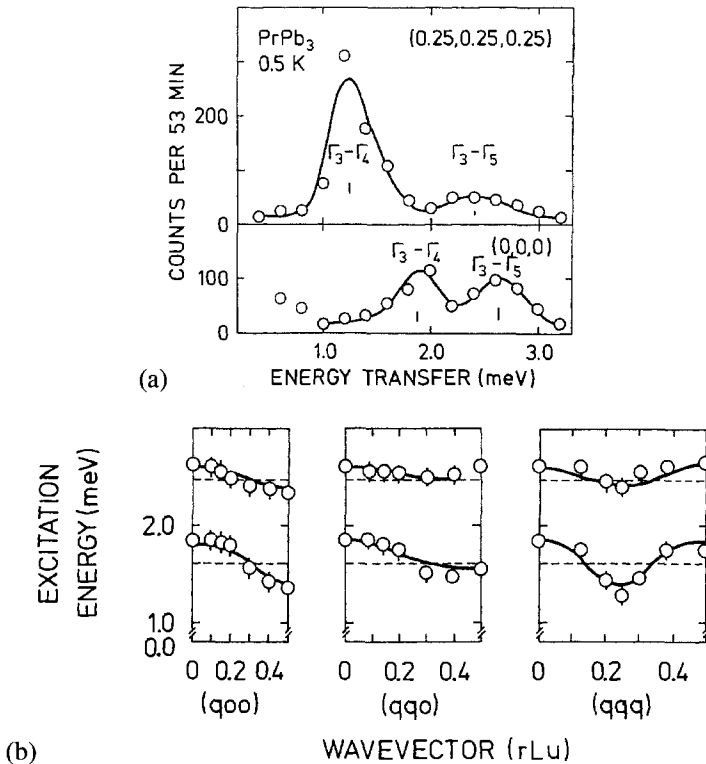 PrPb₃
0.5 K
(0.25,0.25,0.25)
200
Γ₃-Γ₄
Γ₃-Γ₅
0
Γ₃-Γ₄
(0,0,0)
Γ₃-Γ₅
100
0
COUNTS PER 53 MIN
1.0
2.0
3.0
(a)
ENERGY TRANSFER (meV)
EXCITATION
ENERGY (meV)
2.0
1.0
0.0
0 0.2 0.4
0 0.2 0.4
0 0.4
(qoo)
(qqo)
(qqq)
(b)
WAVEVECTOR (rLu)